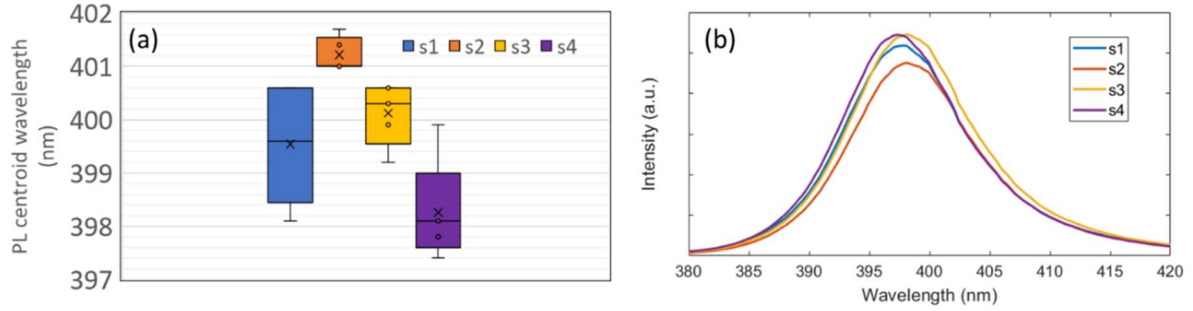 (a)
s1 s2 s3 s4
PL centroid wavelength
(nm)
402
401
400
399
398
397
(b)
s1
s2
s3
s4
Intensity (a.u.)
380 385 390 395 400 405 410 415 420
Wavelength (nm)